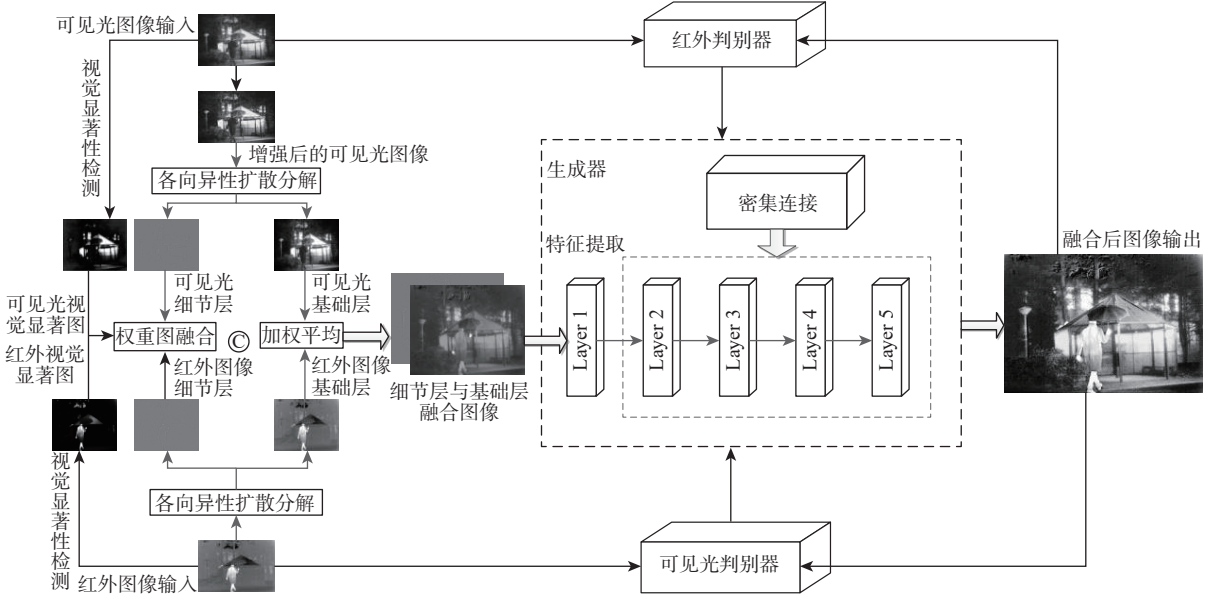 可见光图像输入
红外判别器
视觉显著性检测
增强后的可见光图像
各向异性扩散分解
生成器
密集连接
特征提取
融合后图像输出
可见光
细节层
可见光
基础层
可见光视
觉显著图
权重图融合
©
加权平均
红外视觉
显著图
红外图像
细节层
红外图像
基础层
细节层与基础层
融合图像
Layer 1
Layer 2
Layer 3
Layer 4
Layer 5
视觉显著性检测
各向异性扩散分解
红外图像输入
可见光判别器